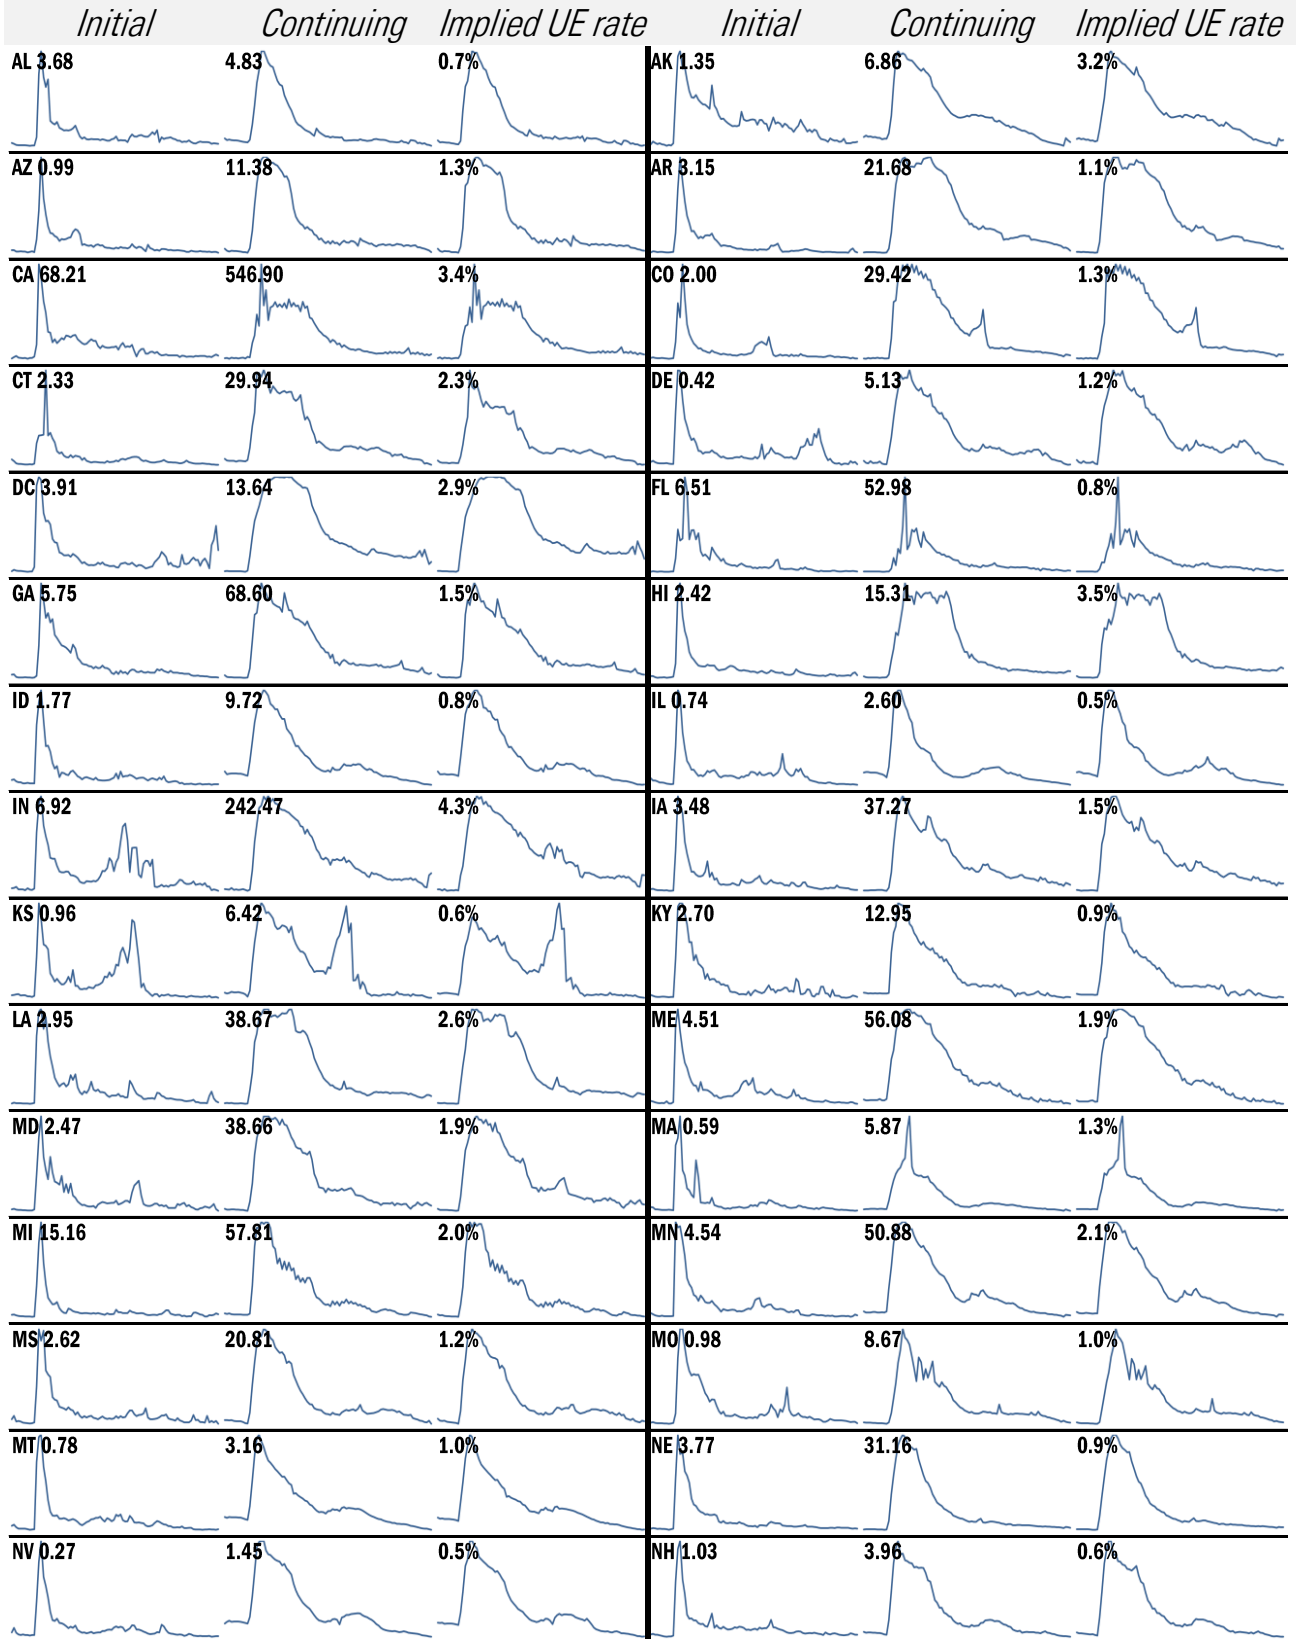 Initial Continuing Implied UE rate Initial Continuing Implied UE rate
AL 3.68 4.83 0.7% AK 1.35 6.86 3.2%
AZ 0.99 11.38 1.3% AR 3.15 21.68 1.1%
CA 68.21 546.90 3.4% CO 2.00 29.42 1.3%
CT 2.33 29.94 2.3% DE 0.42 5.13 1.2%
DC 3.91 13.64 2.9% FL 6.51 52.98 0.8%
GA 5.75 68.60 1.5% HI 2.42 15.31 3.5%
ID 1.77 9.72 0.8% IL 0.74 2.60 0.5%
IN 6.92 242.47 4.3% IA 3.48 37.27 1.5%
KS 0.96 6.42 0.6% KY 2.70 12.95 0.9%
LA 2.95 38.67 2.6% ME 4.51 56.08 1.9%
MD 2.47 38.66 1.9% MA 0.59 5.87 1.3%
MI 15.16 57.81 2.0% MN 4.54 50.88 2.1%
MS 2.62 20.81 1.2% MO 0.98 8.67 1.0%
MT 0.78 3.16 1.0% NE 3.77 31.16 0.9%
NV 0.27 1.45 0.5% NH 1.03 3.96 0.6%